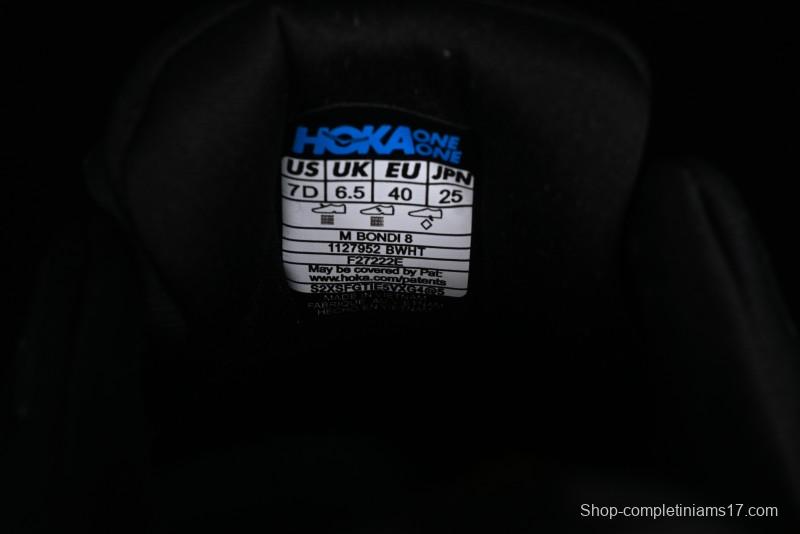 HOKA ONE ONE
US UK EU JPN
7D 6.5 40 25
M BONDI 8
1127952 BWHT
F27222E
May be covered by Pat:
www.hoka.com/patents
MADE IN VIETNAM
Shop-completiniams17.com